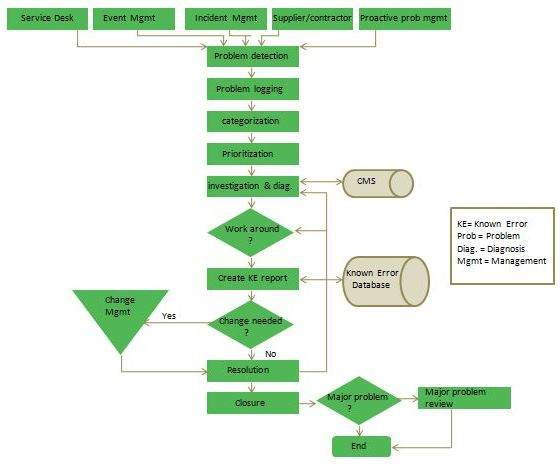 Service Desk
Event Mgmt
Incident Mgmt
Supplier/contractor
Proactive prob mgmt
Problem detection
Problem logging
categorization
Prioritization
investigation & diag.
CMS
Work around
?
KE= Known Error
Prob = Problem
Diag. = Diagnosis
Mgmt = Management
Create KE report
Known Error
Database
Change
Mgmt
Yes
Change needed
?
No
Resolution
Closure
Major problem
?
Major problem
review
End